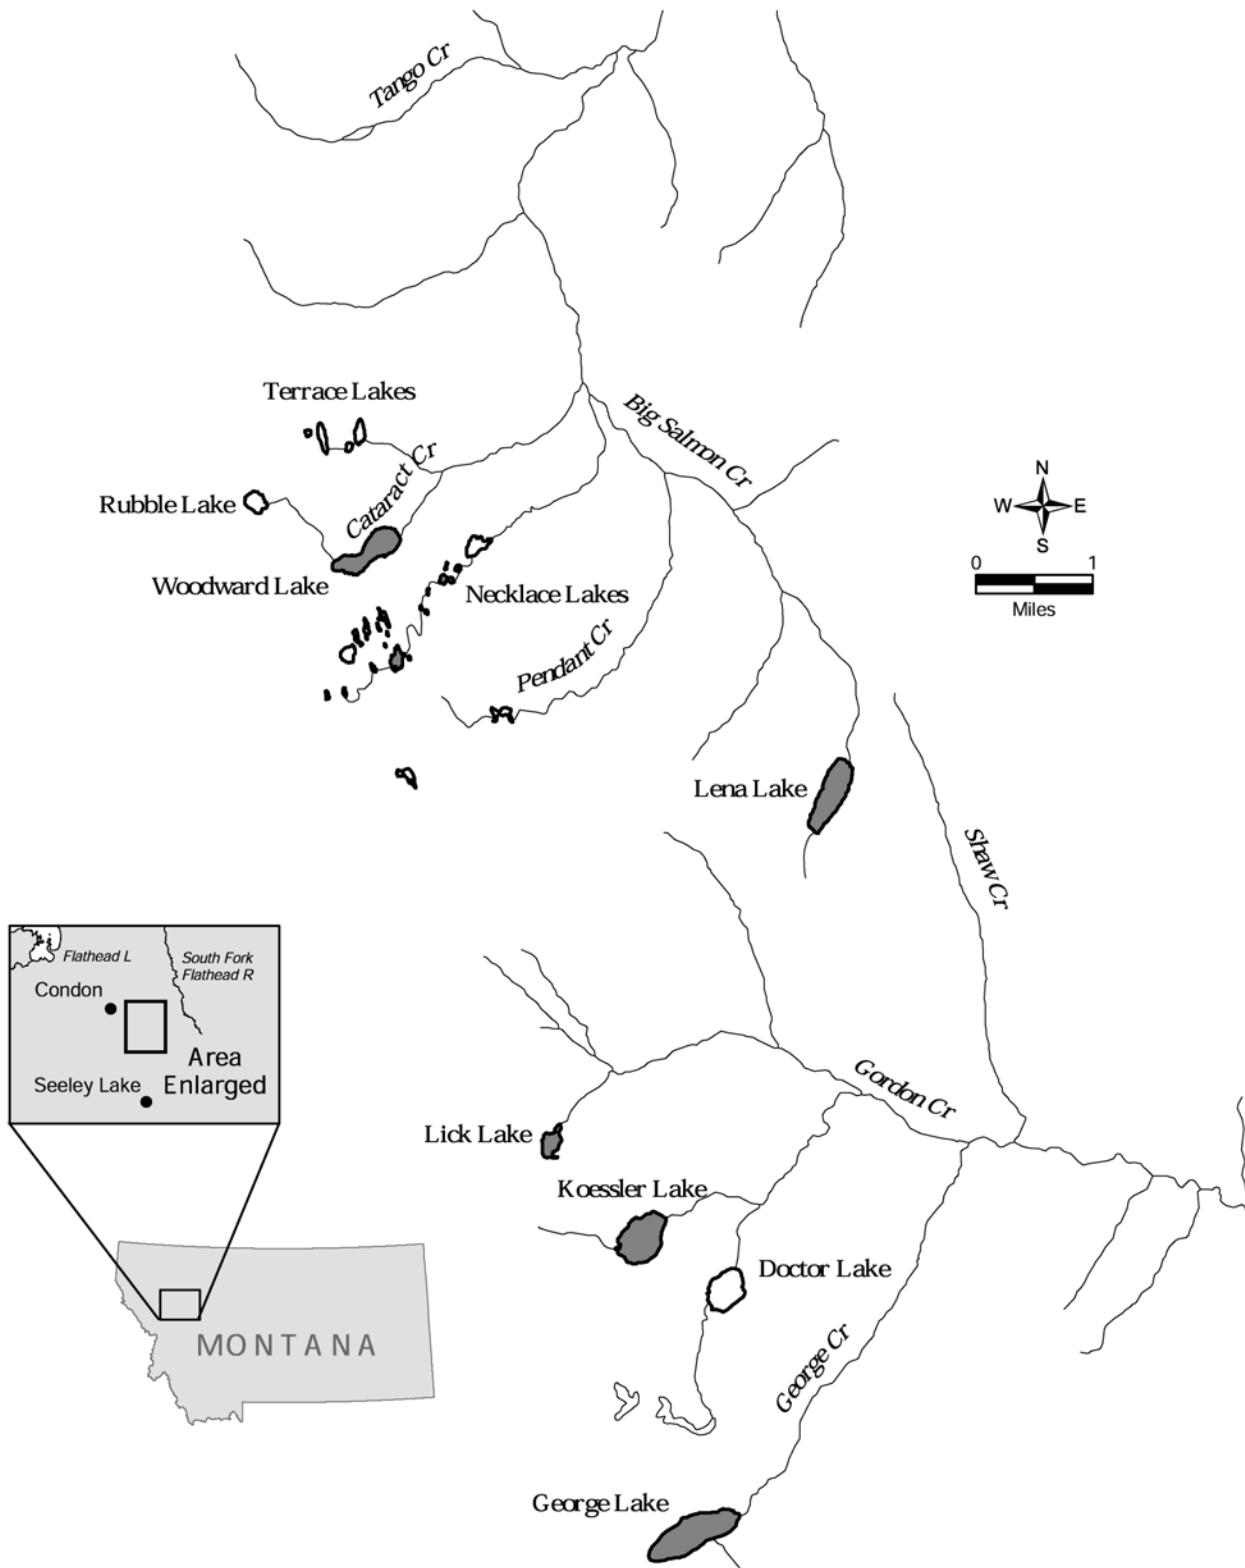 Tango Cr
Terrace Lakes
Big Salmon Cr
Cataract Cr
Rubble Lake
Woodward Lake
Necklace Lakes
Pendant Cr
N
W
E
S
0
1
Miles
Lena Lake
Shaw Cr
Flathead L
South Fork
Flathead R
Condon
Area
Enlarged
Seeley Lake
Gordon Cr
Lick Lake
Koessler Lake
Doctor Lake
George Cr
MONTANA
George Lake